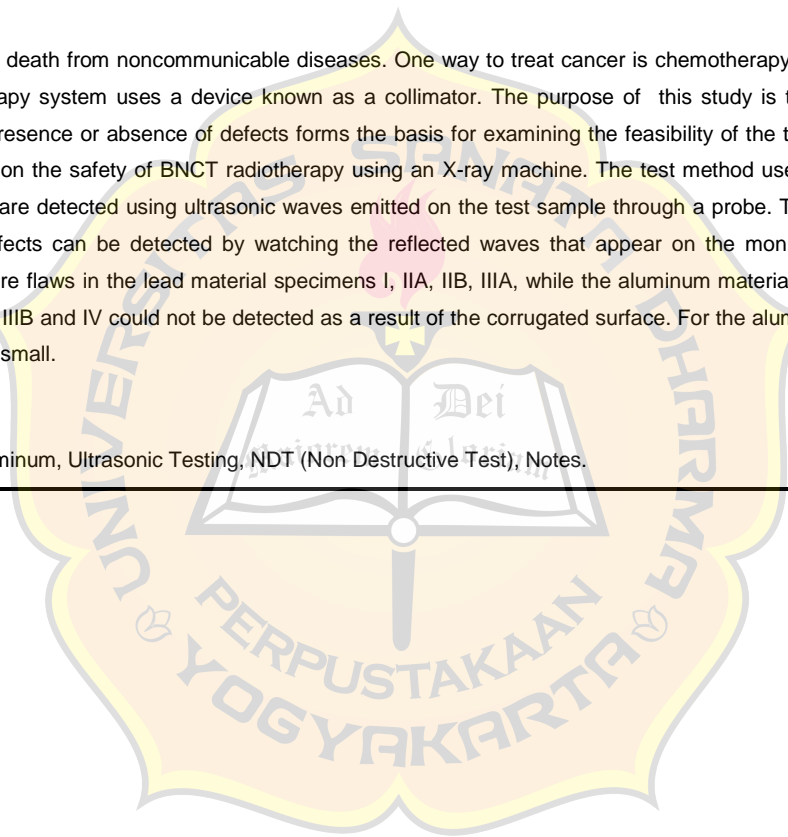 death from noncommunicable diseases. One way to treat cancer is chemotherapy
apy system uses a device known as a collimator. The purpose of this study is t
resence or absence of defects forms the basis for examining the feasibility of the t
on the safety of BNCT radiotherapy using an X-ray machine. The test method use
are detected using ultrasonic waves emitted on the test sample through a probe. T
fects can be detected by watching the reflected waves that appear on the mon
re flaws in the lead material specimens I, IIA, IIB, IIIA, while the aluminum materia
IIIB and IV could not be detected as a result of the corrugated surface. For the alur
small.
minum, Ultrasonic Testing, NDT (Non Destructive Test), Notes.
UNIVERSITAS SANATA DHARMA
Ad Dei
Maiorem Gloriam
PERPUSTAKAAN
YOGYAKARTA